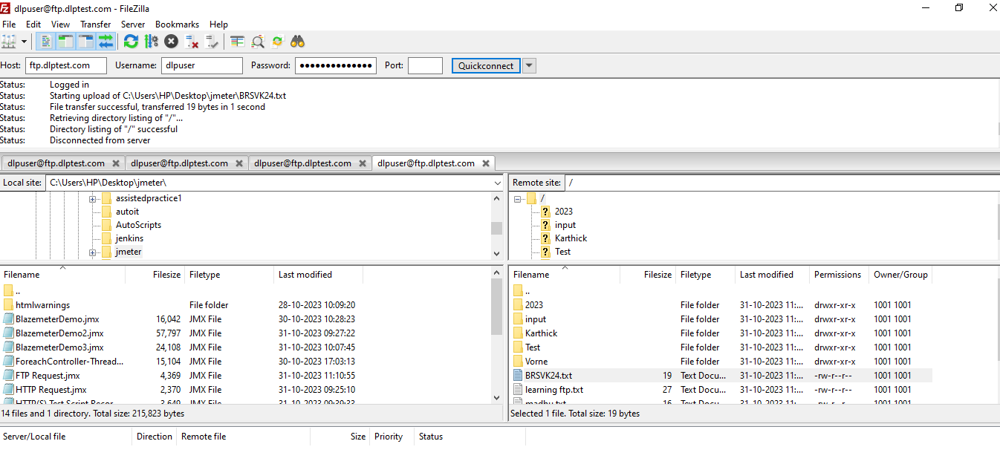 dlpuser@ftp.dlptest.com - FileZilla
File Edit View Transfer Server Bookmarks Help
Host: ftp.dlptest.com Username: dlpuser Password: ●●●●●●●●●●●●●● Port: Quickconnect
Status: Logged in
Status: Starting upload of C:\Users\HP\Desktop\jmeter\BRSVK24.txt
Status: File transfer successful, transferred 19 bytes in 1 second
Status: Retrieving directory listing of "/"...
Status: Directory listing of "/" successful
Status: Disconnected from server
dlpuser@ftp.dlptest.com dlpuser@ftp.dlptest.com dlpuser@ftp.dlptest.com dlpuser@ftp.dlptest.com
Local site: C:\Users\HP\Desktop\jmeter\
assistedpractice1
autoit
AutoScripts
jenkins
jmeter
Filename Filesize Filetype Last modified
..
htmlwarnings File folder 28-10-2023 10:09:20
BlazemeterDemo.jmx 16,042 JMX File 30-10-2023 10:28:23
BlazemeterDemo2.jmx 57,797 JMX File 31-10-2023 09:27:22
BlazemeterDemo3.jmx 24,108 JMX File 31-10-2023 10:07:45
ForeachController-Thread... 15,104 JMX File 30-10-2023 17:03:13
FTP Request.jmx 4,369 JMX File 31-10-2023 11:10:55
HTTP Request.jmx 2,370 JMX File 31-10-2023 09:25:10
HTTP(S) Test Script Recor... 3,649 JMX File 31-10-2023 09:39:33
14 files and 1 directory. Total size: 215,823 bytes
Remote site: /
/
2023
input
Karthick
Test
Filename Filesize Filetype Last modified Permissions Owner/Group
..
2023 File folder 31-10-2023 11:... drwxr-xr-x 1001 1001
input File folder 31-10-2023 11:... drwxr-xr-x 1001 1001
Karthick File folder 31-10-2023 11:... drwxr-xr-x 1001 1001
Test File folder 31-10-2023 11:... drwxr-xr-x 1001 1001
Vorne File folder 31-10-2023 11:... drwxr-xr-x 1001 1001
BRSVK24.txt 19 Text Docu... 31-10-2023 11:... -rw-r--r-- 1001 1001
learning ftp.txt 27 Text Docu... 31-10-2023 11:... -rw-r--r-- 1001 1001
madhu.txt 16 Text Docu... 31-10-2023 11:... -rw-r--r-- 1001 1001
Selected 1 file. Total size: 19 bytes
Server/Local file Direction Remote file Size Priority Status